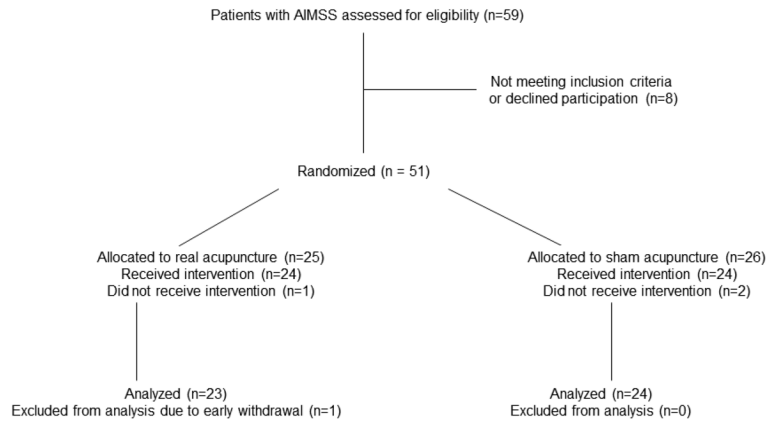 Patients with AIMSS assessed for eligibility (n=59)
Not meeting inclusion criteria
or declined participation (n=8)
Randomized (n = 51)
Allocated to real acupuncture (n=25)
Received intervention (n=24)
Did not receive intervention (n=1)
Allocated to sham acupuncture (n=26)
Received intervention (n=24)
Did not receive intervention (n=2)
Analyzed (n=23)
Excluded from analysis due to early withdrawal (n=1)
Analyzed (n=24)
Excluded from analysis (n=0)